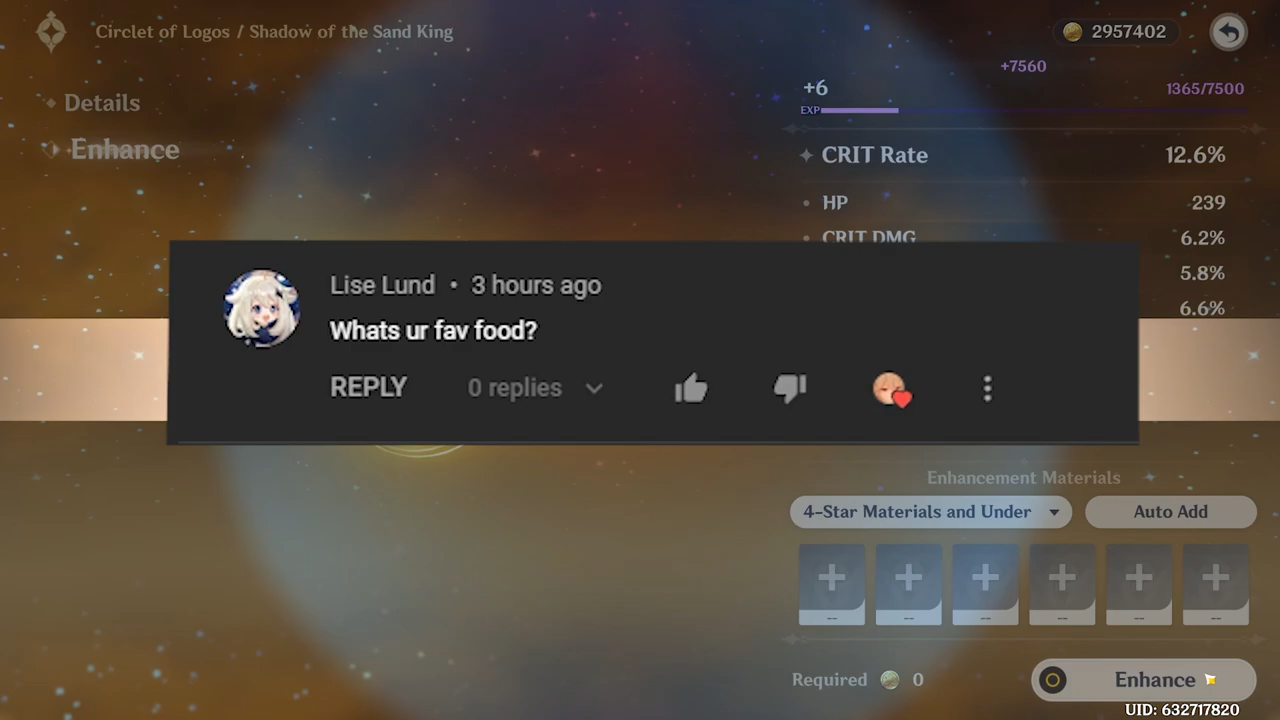 Circlet of Logos / Shadow of the Sand King
2957402
Details
Enhance
+7560
+6
1365/7500
EXP
CRIT Rate 12.6%
HP 239
CRIT DMG 6.2%
5.8%
6.6%
Lise Lund • 3 hours ago
Whats ur fav food?
REPLY 0 replies
Enhancement Materials
4-Star Materials and Under Auto Add
-- -- -- -- -- --
Required 0 Enhance
UID: 632717820